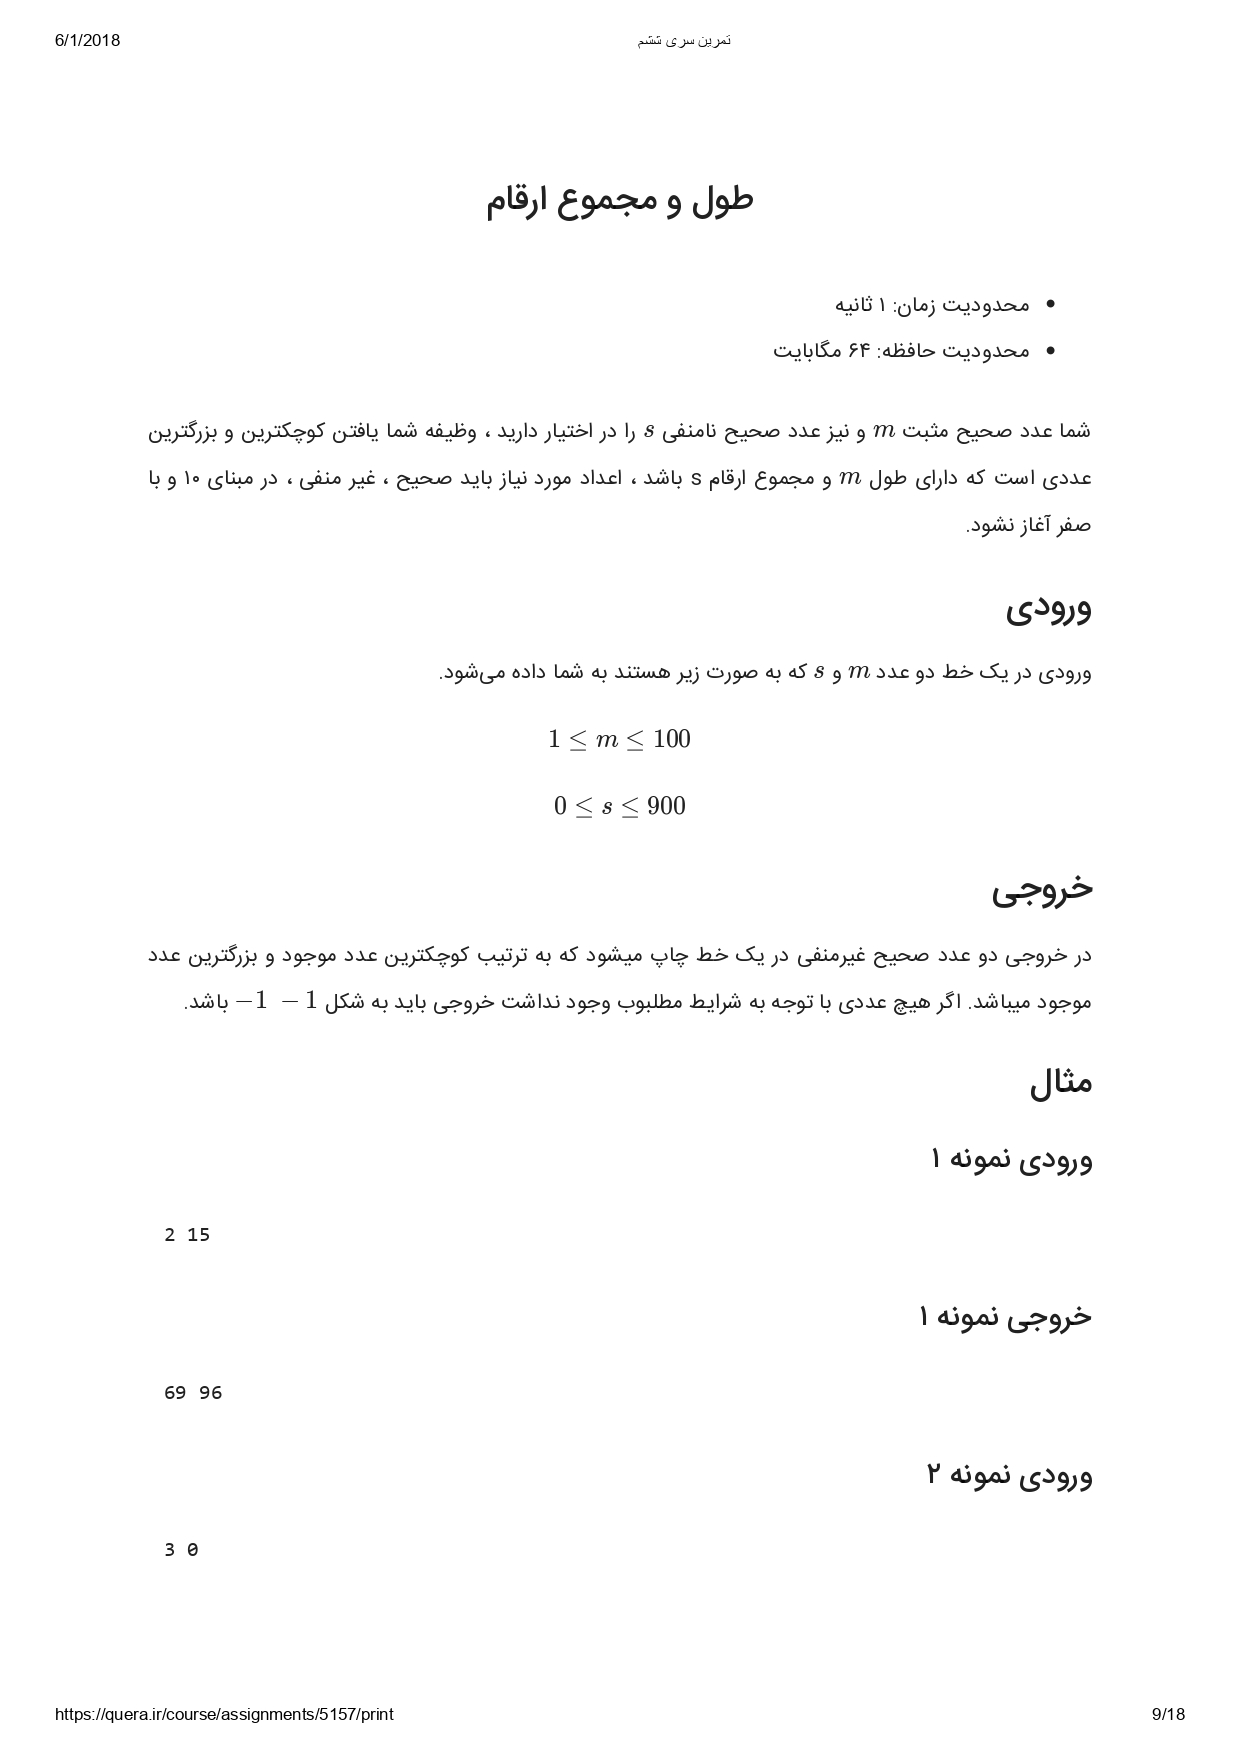 6/1/2018 تمرین سری ششم
طول و مجموع ارقام
• محدودیت زمان: ۱ ثانیه
• محدودیت حافظه: ۶۴ مگابایت
شما عدد صحیح مثبت m و نیز عدد صحیح نامنفی s را در اختیار دارید ، وظیفه شما یافتن کوچکترین و بزرگترین
عددی است که دارای طول m و مجموع ارقام s باشد ، اعداد مورد نیاز باید صحیح ، غیر منفی ، در مبنای ۱۰ و با
صفر آغاز نشود.
ورودی
ورودی در یک خط دو عدد m و s که به صورت زیر هستند به شما داده می‌شود.
1 ≤ m ≤ 100
0 ≤ s ≤ 900
خروجی
در خروجی دو عدد صحیح غیرمنفی در یک خط چاپ میشود که به ترتیب کوچکترین عدد موجود و بزرگترین عدد
موجود میباشد. اگر هیچ عددی با توجه به شرایط مطلوب وجود نداشت خروجی باید به شکل −1 −1 باشد.
مثال
ورودی نمونه ۱
2 15
خروجی نمونه ۱
69 96
ورودی نمونه ۲
3 0
https://quera.ir/course/assignments/5157/print 9/18